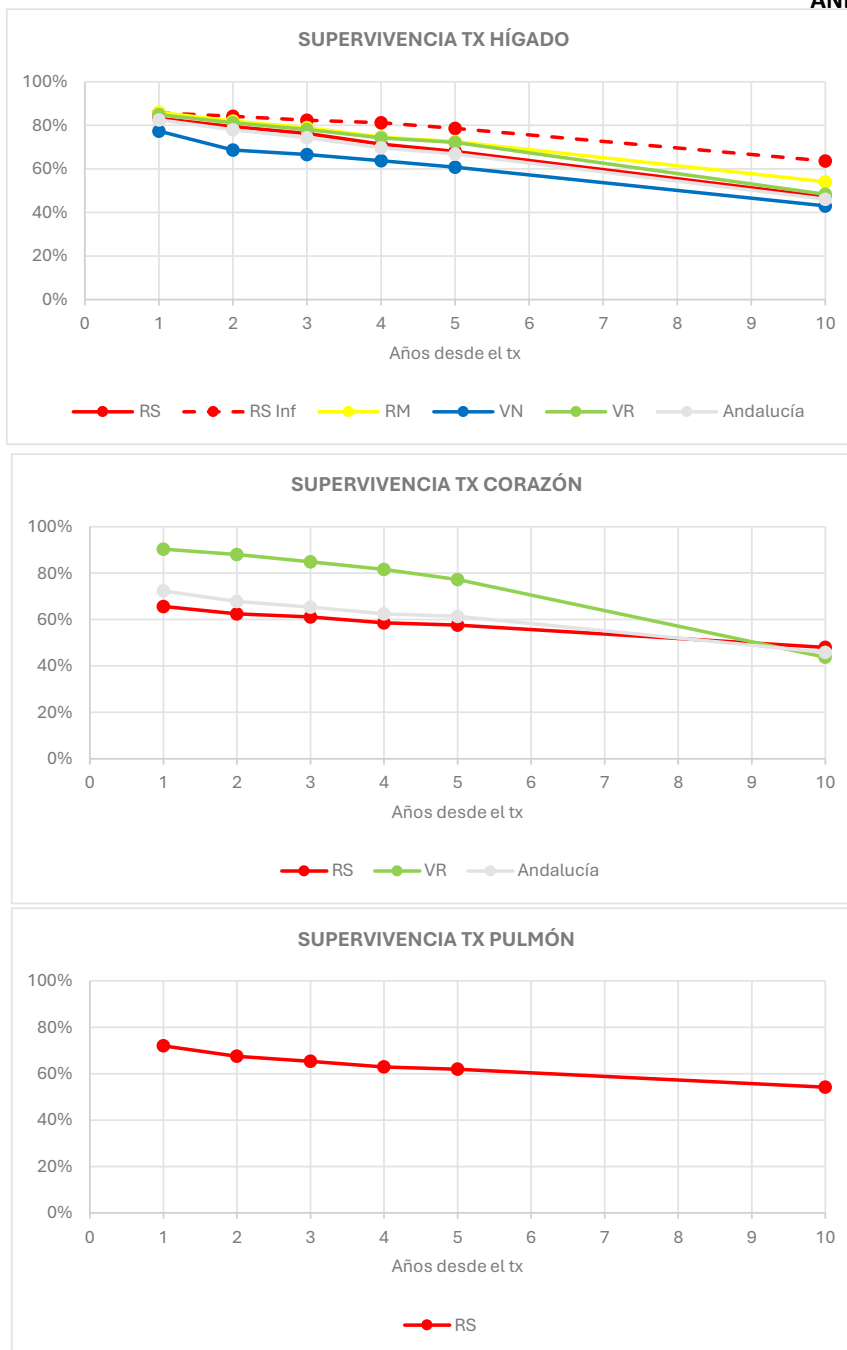 SUPERVIVENCIA TX HÍGADO
100%
80%
60%
40%
20%
0%
0 1 2 3 4 5 6 7 8 9 10
Años desde el tx
RS RS Inf RM VN VR Andalucía
SUPERVIVENCIA TX CORAZÓN
100%
80%
60%
40%
20%
0%
0 1 2 3 4 5 6 7 8 9 10
Años desde el tx
RS VR Andalucía
SUPERVIVENCIA TX PULMÓN
100%
80%
60%
40%
20%
0%
0 1 2 3 4 5 6 7 8 9 10
Años desde el tx
RS